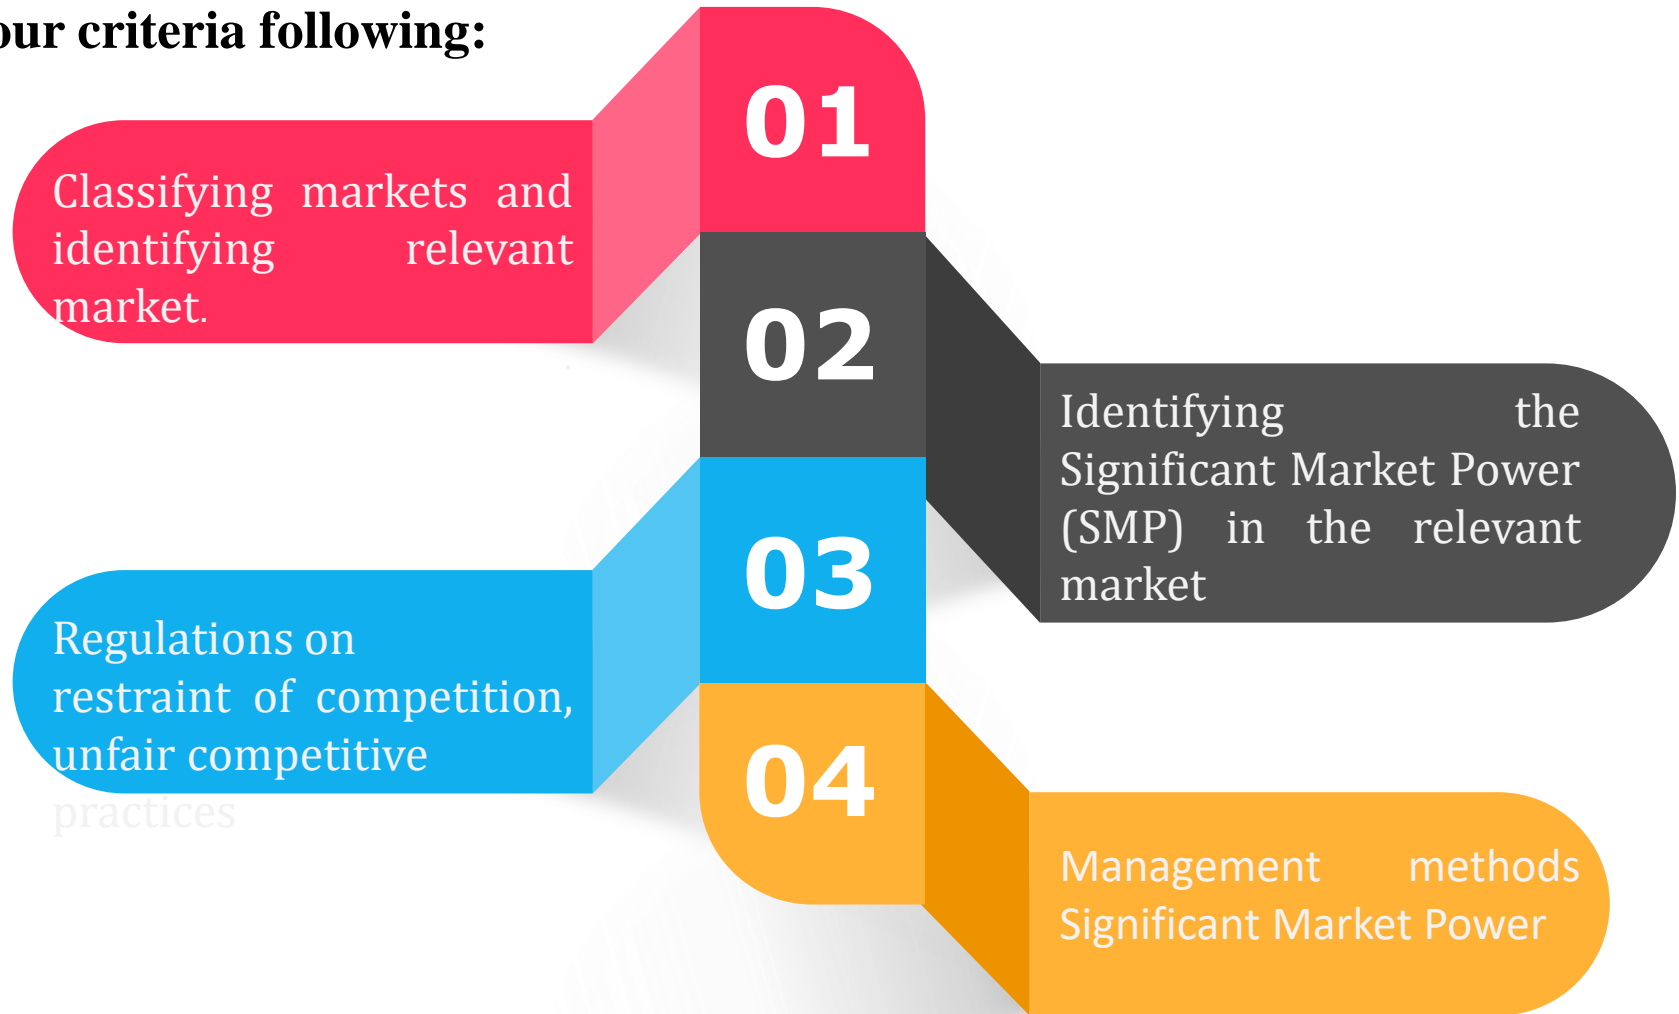 our criteria following:
01
Classifying markets and
identifying relevant
market.
02
Identifying the
Significant Market Power
(SMP) in the relevant
market
03
Regulations on
restraint of competition,
unfair competitive
practices
04
Management methods
Significant Market Power